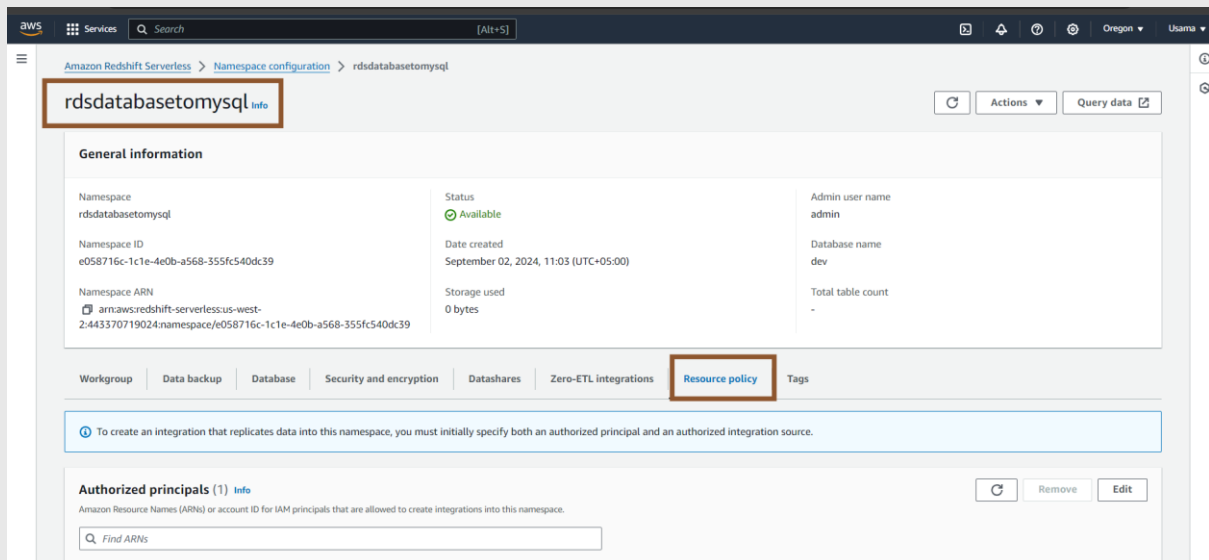 aws
Services
Search
[Alt+S]
Oregon
Usama
Amazon Redshift Serverless > Namespace configuration > rdsdatabasetomysql
rdsdatabasetomysql Info
Actions
Query data
General information
Namespace
rdsdatabasetomysql
Namespace ID
e058716c-1c1e-4e0b-a568-355fc540dc39
Namespace ARN
arn:aws:redshift-serverless:us-west-
2:443370719024:namespace/e058716c-1c1e-4e0b-a568-355fc540dc39
Status
Available
Date created
September 02, 2024, 11:03 (UTC+05:00)
Storage used
0 bytes
Admin user name
admin
Database name
dev
Total table count
-
Workgroup
Data backup
Database
Security and encryption
Datashares
Zero-ETL integrations
Resource policy
Tags
To create an integration that replicates data into this namespace, you must initially specify both an authorized principal and an authorized integration source.
Authorized principals (1) Info
Remove
Edit
Amazon Resource Names (ARNs) or account ID for IAM principals that are allowed to create integrations into this namespace.
Find ARNs